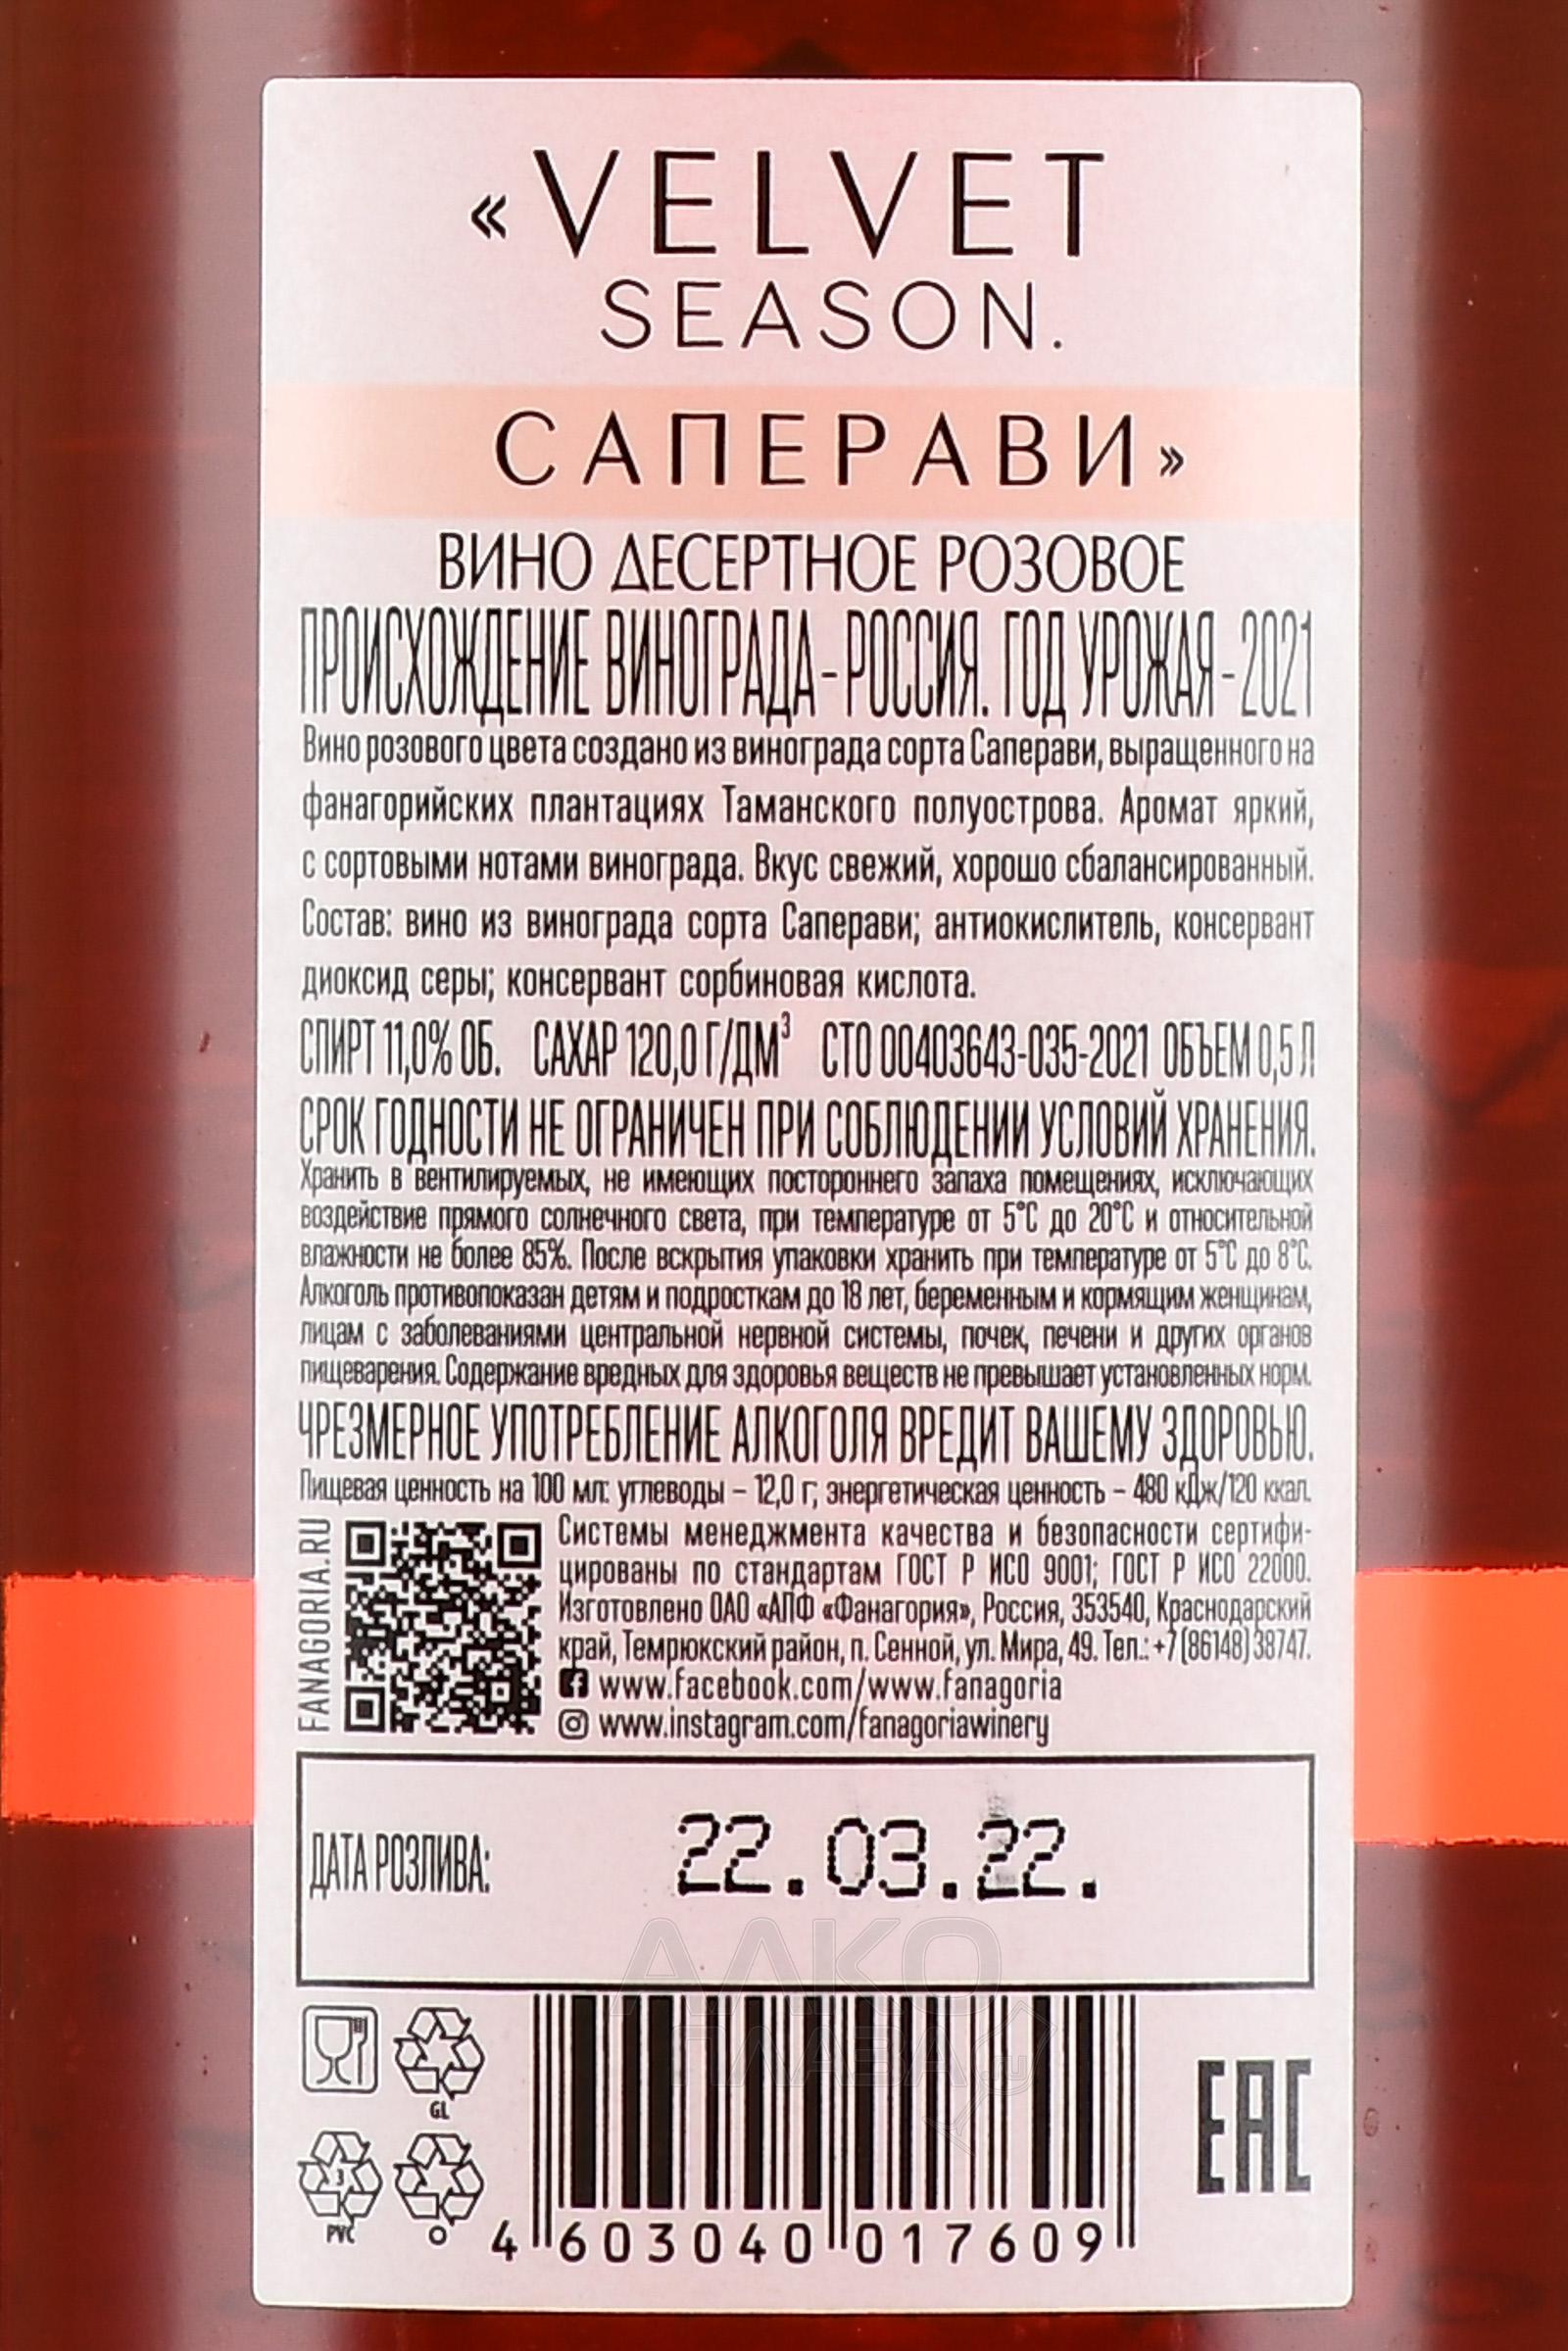 «VELVET
SEASON.
САПЕРАВИ»
ВИНО ДЕСЕРТНОЕ РОЗОВОЕ
ПРОИСХОЖДЕНИЕ ВИНОГРАДА - РОССИЯ. ГОД УРОЖАЯ - 2021
Вино розового цвета создано из винограда сорта Саперави, выращенного на
фанагорийских плантациях Таманского полуострова. Аромат яркий,
с сортовыми нотами винограда. Вкус свежий, хорошо сбалансированный.
Состав: вино из винограда сорта Саперави; антиокислитель, консервант
диоксид серы; консервант сорбиновая кислота.
СПИРТ 11,0% ОБ. САХАР 120,0 Г/ДМ³ СТО 00403643-035-2021 ОБЪЕМ 0,5 Л
СРОК ГОДНОСТИ НЕ ОГРАНИЧЕН ПРИ СОБЛЮДЕНИИ УСЛОВИЙ ХРАНЕНИЯ.
Хранить в вентилируемых, не имеющих постороннего запаха помещениях, исключающих
воздействие прямого солнечного света, при температуре от 5°С до 20°С и относительной
влажности не более 85%. После вскрытия упаковки хранить при температуре от 5°С до 8°С.
Алкоголь противопоказан детям и подросткам до 18 лет, беременным и кормящим женщинам,
лицам с заболеваниями центральной нервной системы, почек, печени и других органов
пищеварения. Содержание вредных для здоровья веществ не превышает установленных норм.
ЧРЕЗМЕРНОЕ УПОТРЕБЛЕНИЕ АЛКОГОЛЯ ВРЕДИТ ВАШЕМУ ЗДОРОВЬЮ.
Пищевая ценность на 100 мл: углеводы – 12,0 г; энергетическая ценность – 480 кДж/120 ккал.
FANAGORIA.RU
Системы менеджмента качества и безопасности сертифи-
цированы по стандартам ГОСТ Р ИСО 9001; ГОСТ Р ИСО 22000.
Изготовлено ОАО «АПФ «Фанагория», Россия, 353540, Краснодарский
край, Темрюкский район, п. Сенной, ул. Мира, 49. Тел.: +7 (86148) 38747.
www.facebook.com/www.fanagoria
www.instagram.com/fanagoriawinery
ДАТА РОЗЛИВА: 22.03.22.
АЛКО
ПЛАЗА.ru
GL
3
PVC
4 603040 017609
EAC